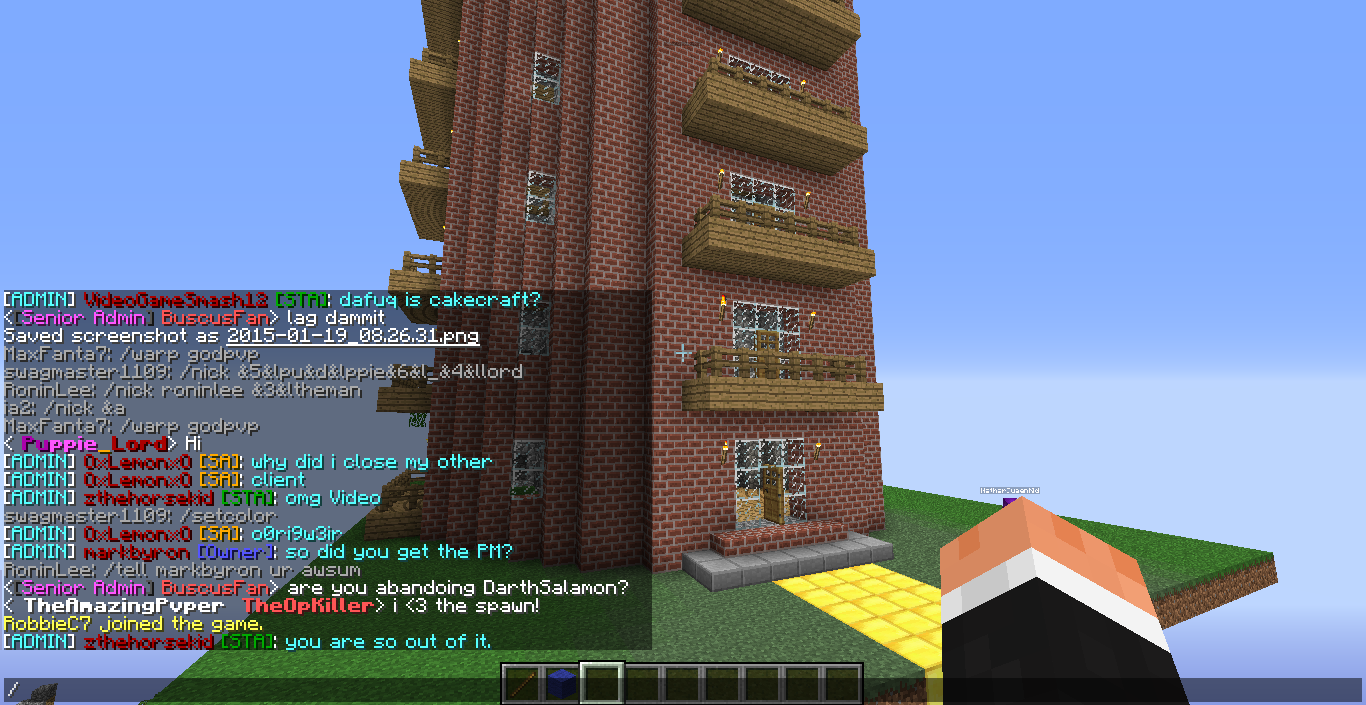 [ADMIN] VideoGameSmash12 [STA]: dafuq is cakecraft?
<[Senior Admin] BuscusFan> lag dammit
Saved screenshot as 2015-01-19_08.26.31.png
MaxFanta7: /warp godpvp
swagmaster1109: /nick &5&lpu&d&lppie&6&l_&4&llord
RoninLee: /nick roninlee &3&ltheman
ia2: /nick &a
MaxFanta7: /warp godpvp
< Puppie_Lord> Hi
[ADMIN] 0xLemonx0 [SA]: why did i close my other
[ADMIN] 0xLemonx0 [SA]: client
[ADMIN] zthehorsekid [STA]: omg Video
swagmaster1109: /setcolor
[ADMIN] 0xLemonx0 [SA]: o0ri9w3ir
[ADMIN] markbyron [Owner]: so did you get the PM?
RoninLee: /tell markbyron ur awsum
<[Senior Admin] BuscusFan> are you abandoing DarthSalamon?
< TheAmazingPvper TheOpKiller> i <3 the spawn!
RobbieC7 joined the game.
[ADMIN] zthehorsekid [STA]: you are so out of it.
/